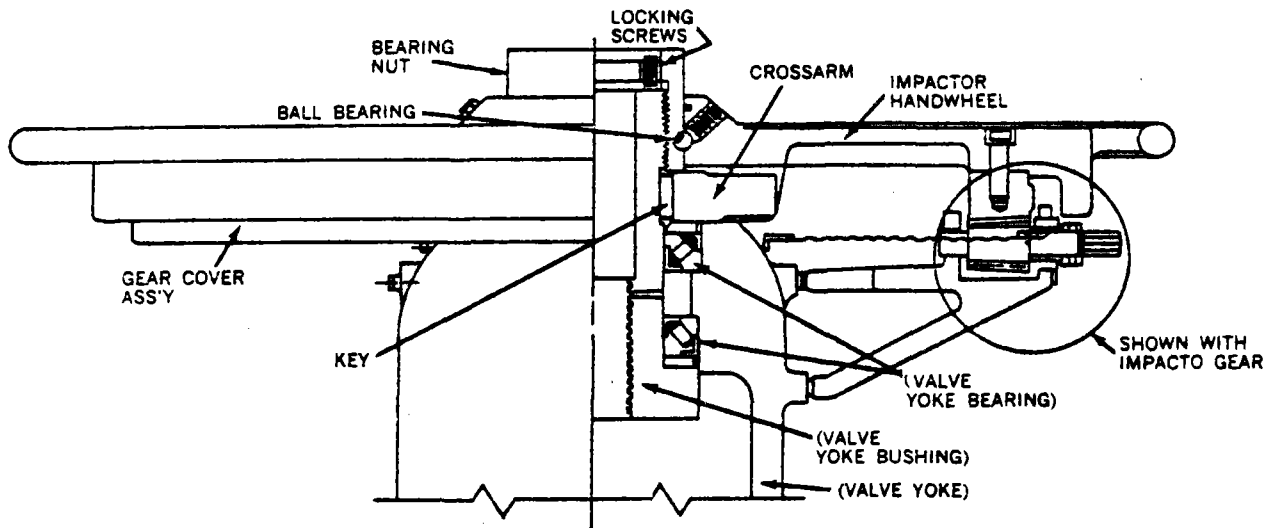 LOCKING
SCREWS
BEARING
NUT
CROSSARM
IMPACTOR
HANDWHEEL
BALL BEARING
GEAR COVER
ASS'Y
KEY
SHOWN WITH
IMPACTO GEAR
(VALVE
YOKE BEARING)
(VALVE
YOKE BUSHING)
(VALVE YOKE)